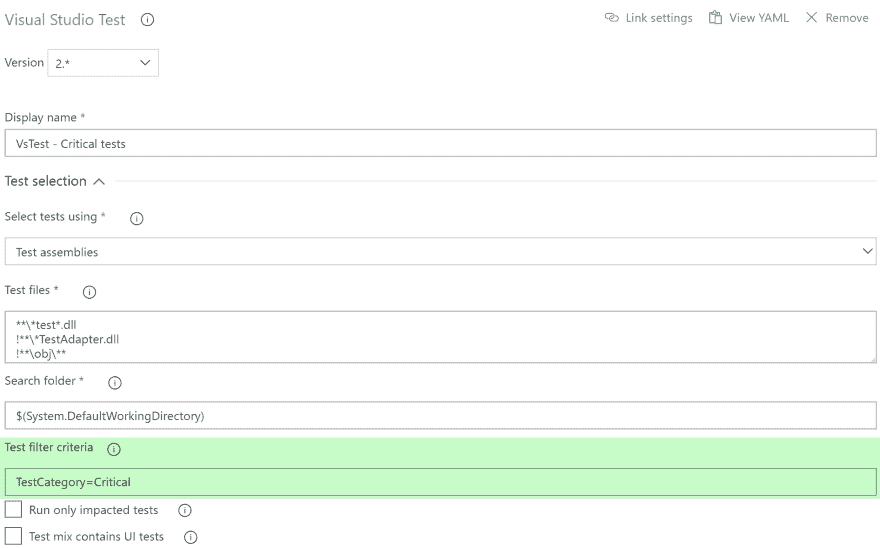 Visual Studio Test
Link settings View YAML Remove
Version 2.*
Display name *
VsTest - Critical tests
Test selection
Select tests using *
Test assemblies
Test files *
**\*test*.dll
!**\*TestAdapter.dll
!**\obj\**
Search folder *
$(System.DefaultWorkingDirectory)
Test filter criteria
TestCategory=Critical
Run only impacted tests
Test mix contains UI tests